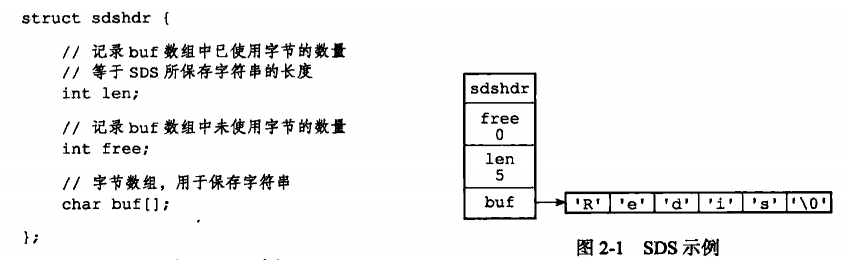 struct sdshdr {
// 记录 buf 数组中已使用字节的数量
// 等于 SDS 所保存字符串的长度
int len;
// 记录 buf 数组中未使用字节的数量
int free;
// 字节数组，用于保存字符串
char buf[];
};
sdshdr
free
0
len
5
buf
'R' 'e' 'd' 'i' 's' '\0'
图 2-1 SDS 示例